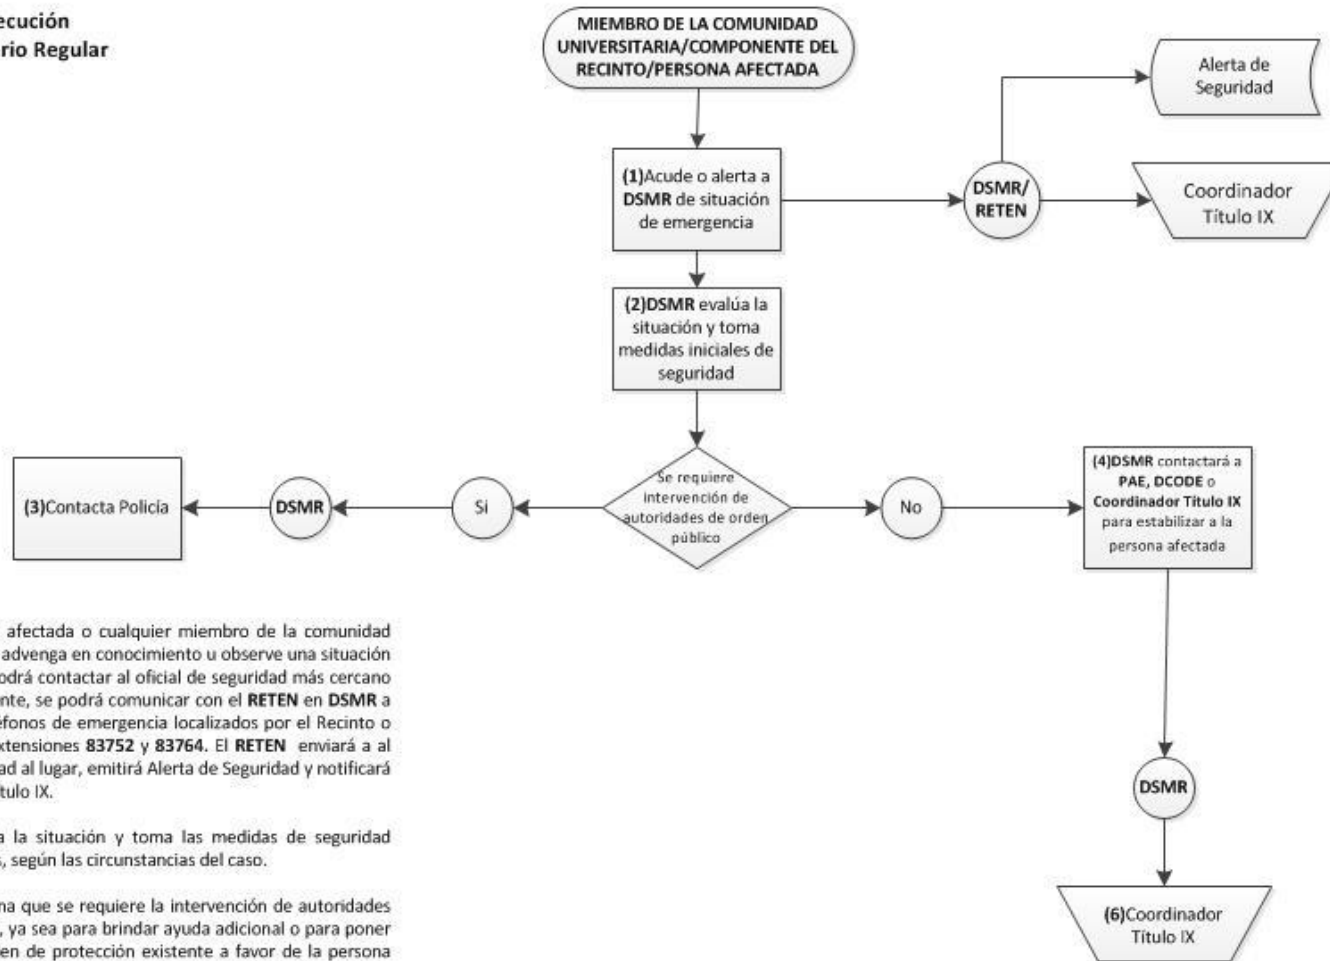 ecución
rio Regular
MIEMBRO DE LA COMUNIDAD
UNIVERSITARIA/COMPONENTE DEL
RECINTO/PERSONA AFECTADA
Alerta de
Seguridad
(1)Acude o alerta a
DSMR de situación
de emergencia
DSMR/
RETEN
Coordinador
Título IX
(2)DSMR evalúa la
situación y toma
medidas iniciales de
seguridad
(3)Contacta Policía
DSMR
Si
Se requiere
intervención de
autoridades de orden
público
No
(4)DSMR contactará a
PAE, DCODE o
Coordinador Título IX
para estabilizar a la
persona afectada
afectada o cualquier miembro de la comunidad
advenga en conocimiento u observe una situación
odrá contactar al oficial de seguridad más cercano
nte, se podrá comunicar con el RETEN en DSMR a
éfonos de emergencia localizados por el Recinto o
xtensiones 83752 y 83764. El RETEN enviará a al
ad al lugar, emitirá Alerta de Seguridad y notificará
tulo IX.
a la situación y toma las medidas de seguridad
s, según las circunstancias del caso.
na que se requiere la intervención de autoridades
, ya sea para brindar ayuda adicional o para poner
en de protección existente a favor de la persona
DSMR
(6)Coordinador
Título IX